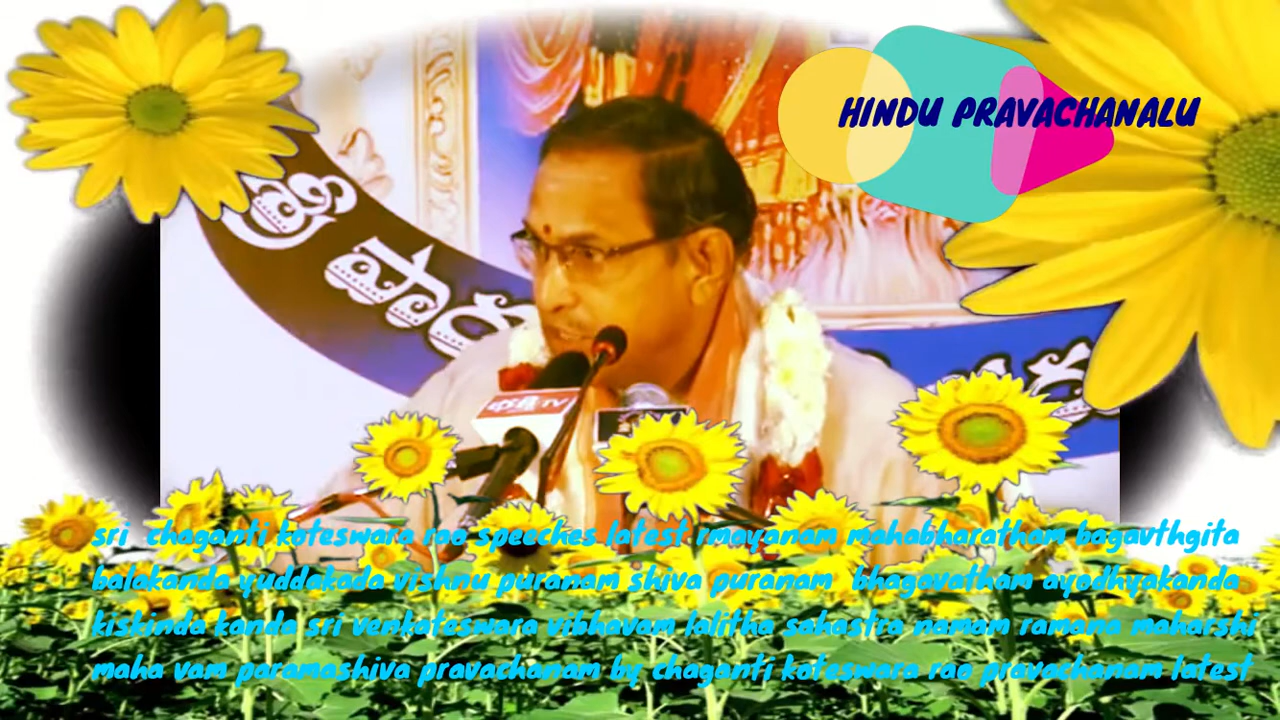 HINDU PRAVACHANALU
శ్రీ పార
TV
sri chaganti koteswara rao speeches latest rmayanam mahabharatham bagavthgita
balakanda yuddakada vishnu puranam shiva puranam bhagavatham ayodhyakanda
kiskinda kanda sri venkateswara vibhavam lalitha sahastra namam ramana maharshi
maha vam paramashiva pravachanam by chaganti koteswara rao pravachanam latest